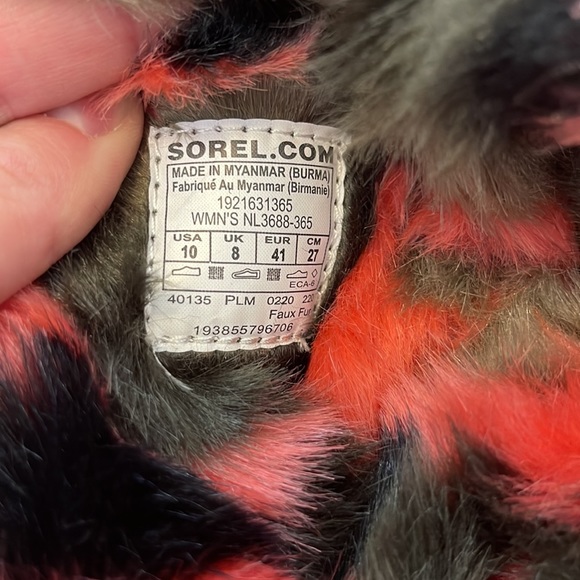 SOREL.COM
MADE IN MYANMAR (BURMA)
Fabriqué Au Myanmar (Birmanie)
1921631365
WMN'S NL3688-365
USA UK EUR CM
10 8 41 27
ECA-6
40135 PLM 0220
Faux Fur
193855796706